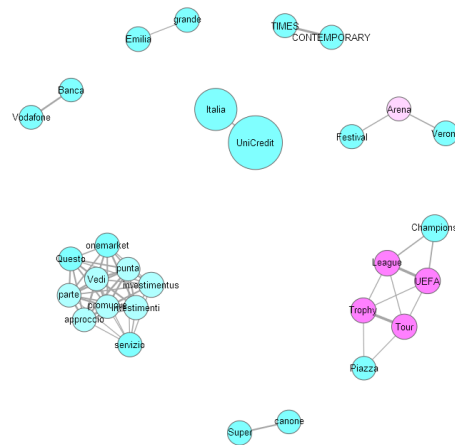 grande
Emilia
TIMES
CONTEMPORARY
Banca
Vodafone
Italia
UniCredit
Arena
Festival
Veron
Champions
League
UEFA
Trophy
Tour
Piazza
onemarket
Questo
punta
Vedi
investimentus
parte
promuove
investimenti
approccio
servizio
canone
Super